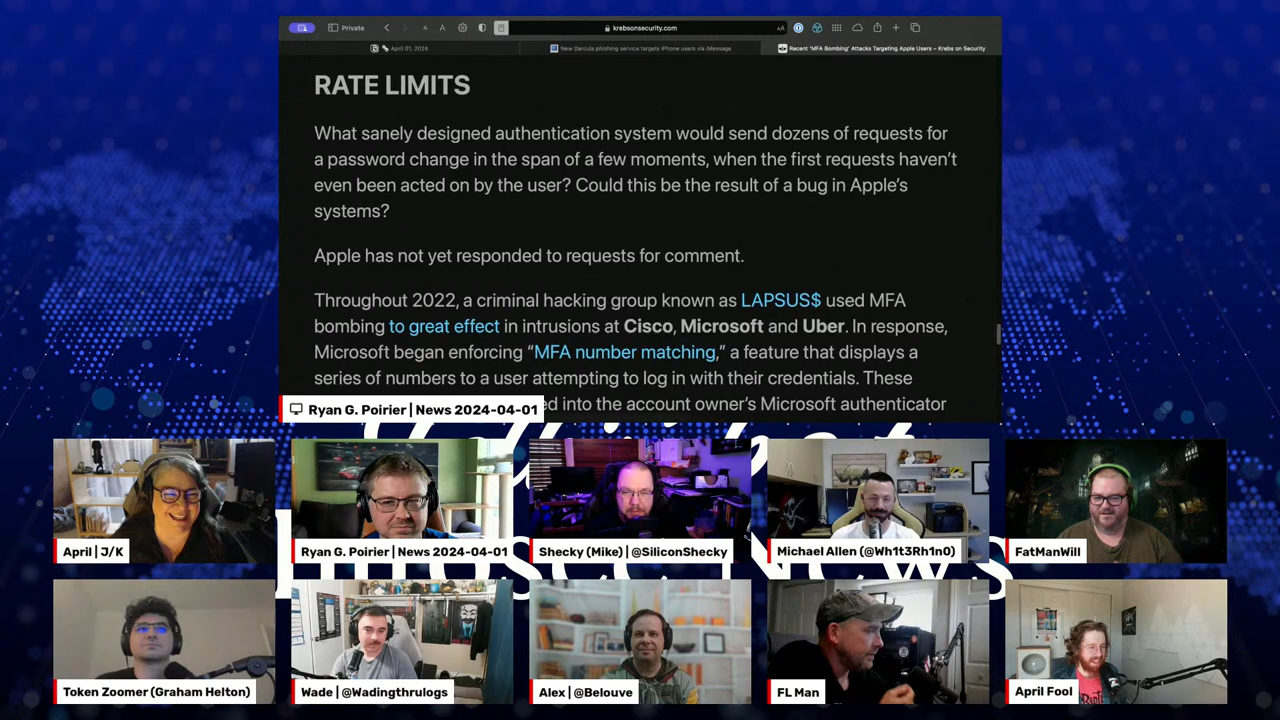 Private
A
A
krebsonsecurity.com
April 01, 2024
New Darcula phishing service targets iPhone users via iMessage
Recent 'MFA Bombing' Attacks Targeting Apple Users – Krebs on Security
RATE LIMITS
What sanely designed authentication system would send dozens of requests for
a password change in the span of a few moments, when the first requests haven't
even been acted on by the user? Could this be the result of a bug in Apple's
systems?
Apple has not yet responded to requests for comment.
Throughout 2022, a criminal hacking group known as LAPSUS$ used MFA
bombing to great effect in intrusions at Cisco, Microsoft and Uber. In response,
Microsoft began enforcing "MFA number matching," a feature that displays a
series of numbers to a user attempting to log in with their credentials. These
ed into the account owner's Microsoft authenticator
Ryan G. Poirier | News 2024-04-01
April | J/K
Ryan G. Poirier | News 2024-04-01
Shecky (Mike) | @SiliconShecky
Michael Allen (@Wh1t3Rh1n0)
FatManWill
News
Token Zoomer (Graham Helton)
Wade | @Wadingthrulogs
Alex | @Belouve
FL Man
April Fool